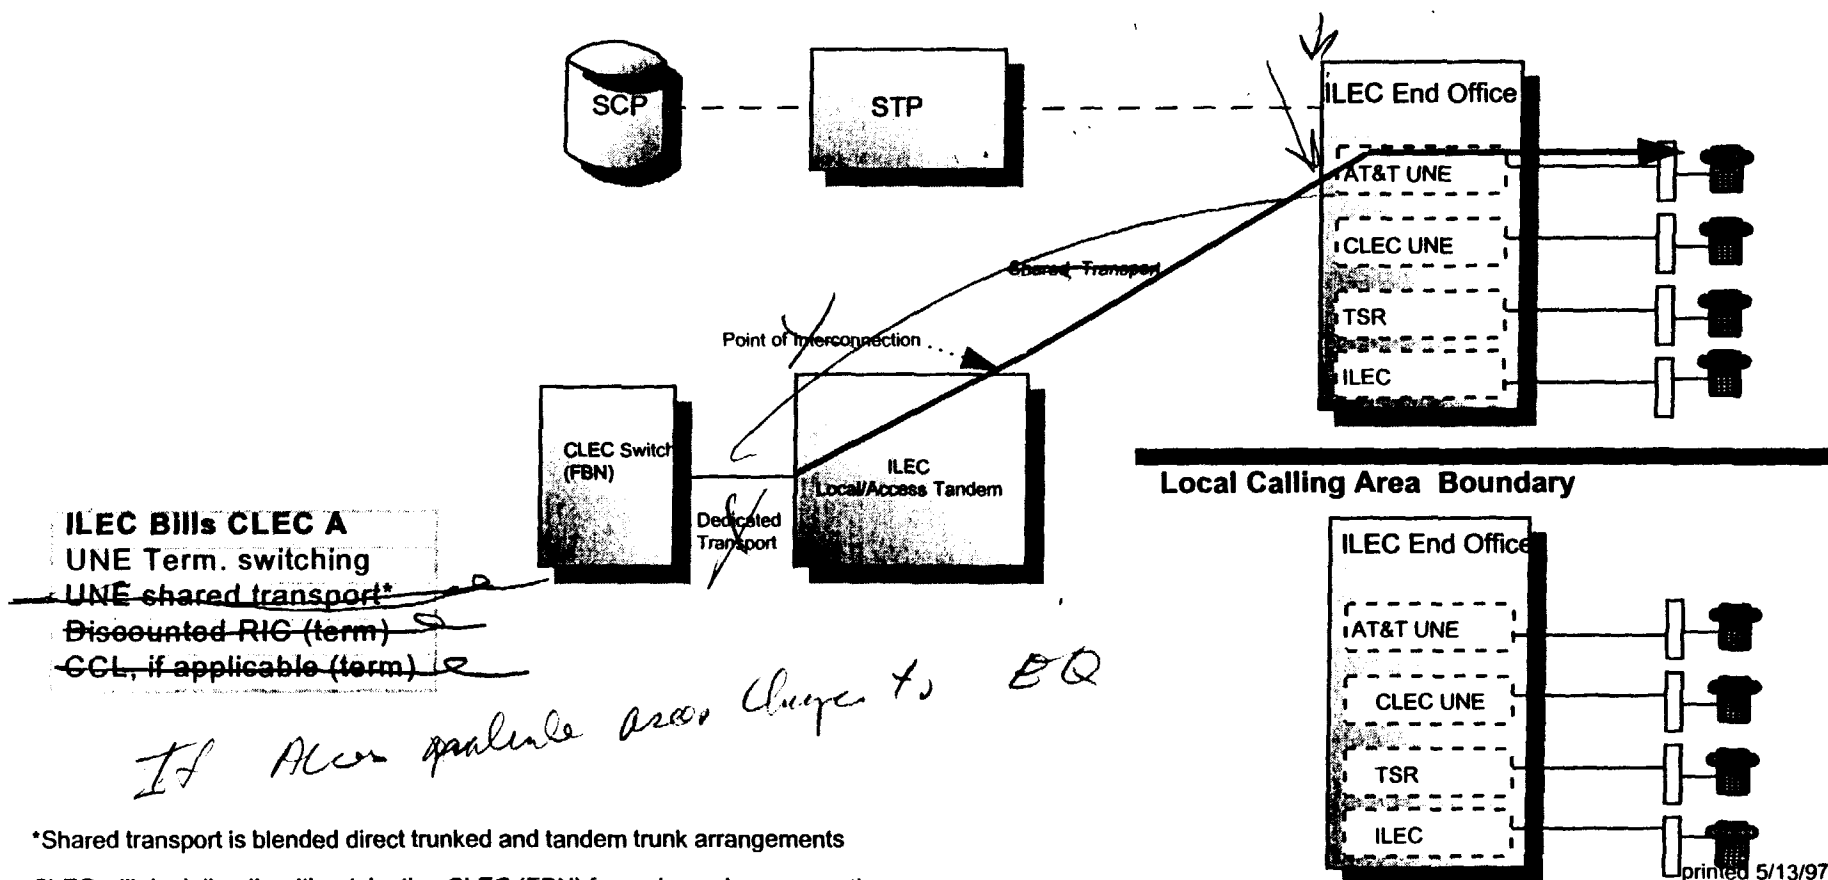 SCP
STP
ILEC End Office
AT&T UNE
CLEC UNE
TSR
ILEC
Shared Transport
Point of Interconnection
CLEC Switch
(FBN)
ILEC
Local/Access Tandem
Dedicated
Transport
Local Calling Area Boundary
ILEC Bills CLEC A
UNE Term. switching
UNE shared transport*
Discounted RIC (term)
CCL, if applicable (term)
ILEC End Office
AT&T UNE
CLEC UNE
TSR
ILEC
If to EO
*Shared transport is blended direct trunked and tandem trunk arrangements
printed 5/13/97